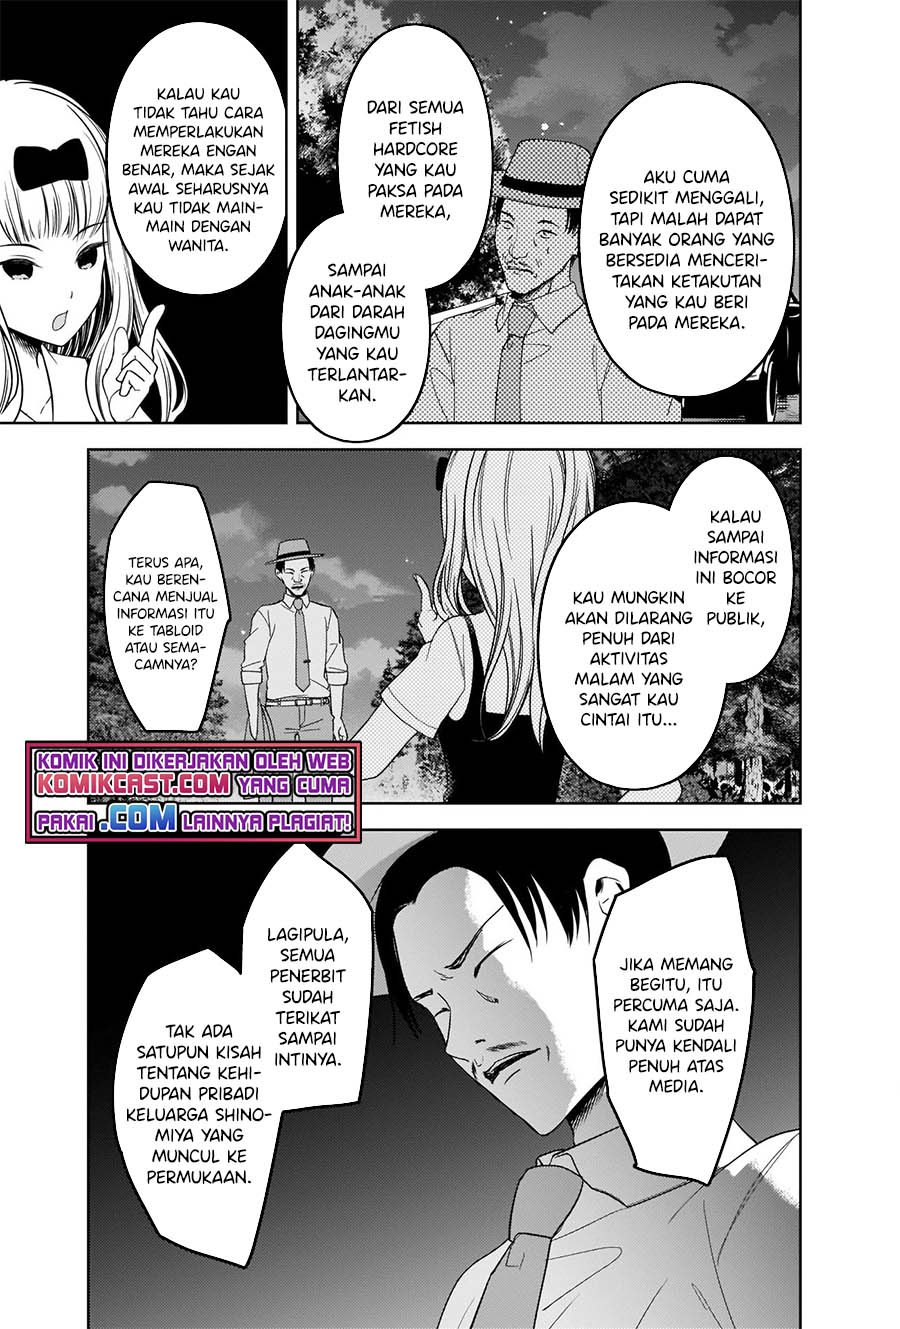 AKU CUMA
SEDIKIT MENGGALI,
TAPI MALAH DAPAT
BANYAK ORANG YANG
BERSEDIA MENCERI-
TAKAN KETAKUTAN
YANG KAU BERI
PADA MEREKA.
DARI SEMUA
FETISH
HARDCORE
YANG KAU
PAKSA PADA
MEREKA,
SAMPAI
ANAK-ANAK
DARI DARAH
DAGINGMU
YANG KAU
TERLANTAR-
KAN.
KALAU KAU
TIDAK TAHU CARA
MEMPERLAKUKAN
MEREKA ENGAN
BENAR, MAKA SEJAK
AWAL SEHARUSNYA
KAU TIDAK MAIN-
MAIN DENGAN
WANITA.
KALAU
SAMPAI
INFORMASI
INI BOCOR
KE
PUBLIK,
KAU MUNGKIN
AKAN DILARANG
PENUH DARI
AKTIVITAS
MALAM YANG
SANGAT KAU
CINTAI ITU...
TERUS APA,
KAU BEREN-
CANA MENJUAL
INFORMASI ITU
KE TABLOID
ATAU SEMA-
CAMNYA?
KOMIK INI DIKERJAKAN OLEH WEB
KOMIKCAST.COM YANG CUMA
PAKAI .COM LAINNYA PLAGIAT!
JIKA MEMANG
BEGITU, ITU
PERCUMA SAJA.
KAMI SUDAH
PUNYA KENDALI
PENUH ATAS
MEDIA.
LAGIPULA,
SEMUA
PENERBIT
SUDAH
TERIKAT
SAMPAI
INTINYA.
TAK ADA
SATUPUN KISAH
TENTANG KEHI-
DUPAN PRIBADI
KELUARGA SHINO-
MIYA YANG
MUNCUL KE
PERMUKAAN.